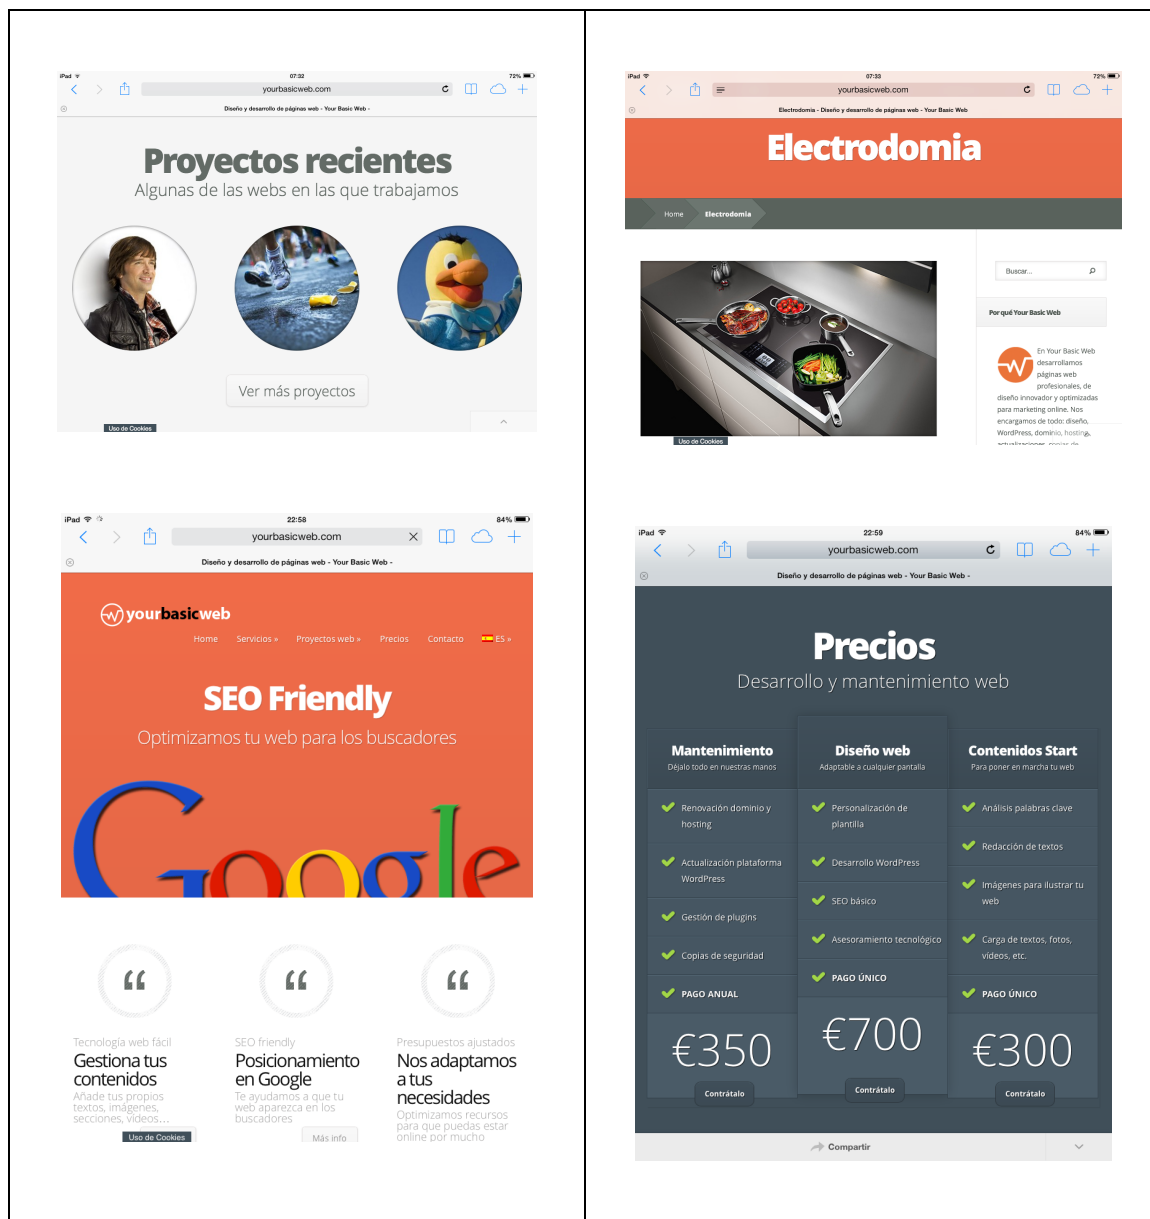 iPad 07:32 72%
yourbasicweb.com
Diseño y desarrollo de páginas web - Your Basic Web -
Proyectos recientes
Algunas de las webs en las que trabajamos
Ver más proyectos
Uso de Cookies
iPad 07:33 72%
yourbasicweb.com
Electrodomia - Diseño y desarrollo de páginas web - Your Basic Web
Electrodomia
Home Electrodomia
Buscar...
Por qué Your Basic Web
En Your Basic Web
desarrollamos
páginas web
profesionales, de
diseño innovador y optimizadas
para marketing online. Nos
encargamos de todo: diseño,
WordPress, dominio, hosting,
actualizaciones, copias de
Uso de Cookies
iPad 22:58 84%
yourbasicweb.com
Diseño y desarrollo de páginas web - Your Basic Web -
yourbasicweb
Home Servicios » Proyectos web » Precios Contacto ES »
SEO Friendly
Optimizamos tu web para los buscadores
Google
“ “ “
Tecnología web fácil
Gestiona tus
contenidos
Añade tus propios
textos, imágenes,
secciones, vídeos...
Uso de Cookies
SEO friendly
Posicionamiento
en Google
Te ayudamos a que tu
web aparezca en los
buscadores
Más info
Presupuestos ajustados
Nos adaptamos
a tus
necesidades
Optimizamos recursos
para que puedas estar
online por mucho
iPad 22:59 84%
yourbasicweb.com
Diseño y desarrollo de páginas web - Your Basic Web -
Precios
Desarrollo y mantenimiento web
Mantenimiento
Déjalo todo en nuestras manos
Renovación dominio y
hosting
Actualización plataforma
WordPress
Gestión de plugins
Copias de seguridad
PAGO ANUAL
€350
Contrátalo
Diseño web
Adaptable a cualquier pantalla
Personalización de
plantilla
Desarrollo WordPress
SEO básico
Asesoramiento tecnológico
PAGO ÚNICO
€700
Contrátalo
Contenidos Start
Para poner en marcha tu web
Análisis palabras clave
Redacción de textos
Imágenes para ilustrar tu
web
Carga de textos, fotos,
vídeos, etc.
PAGO ÚNICO
€300
Contrátalo
Compartir